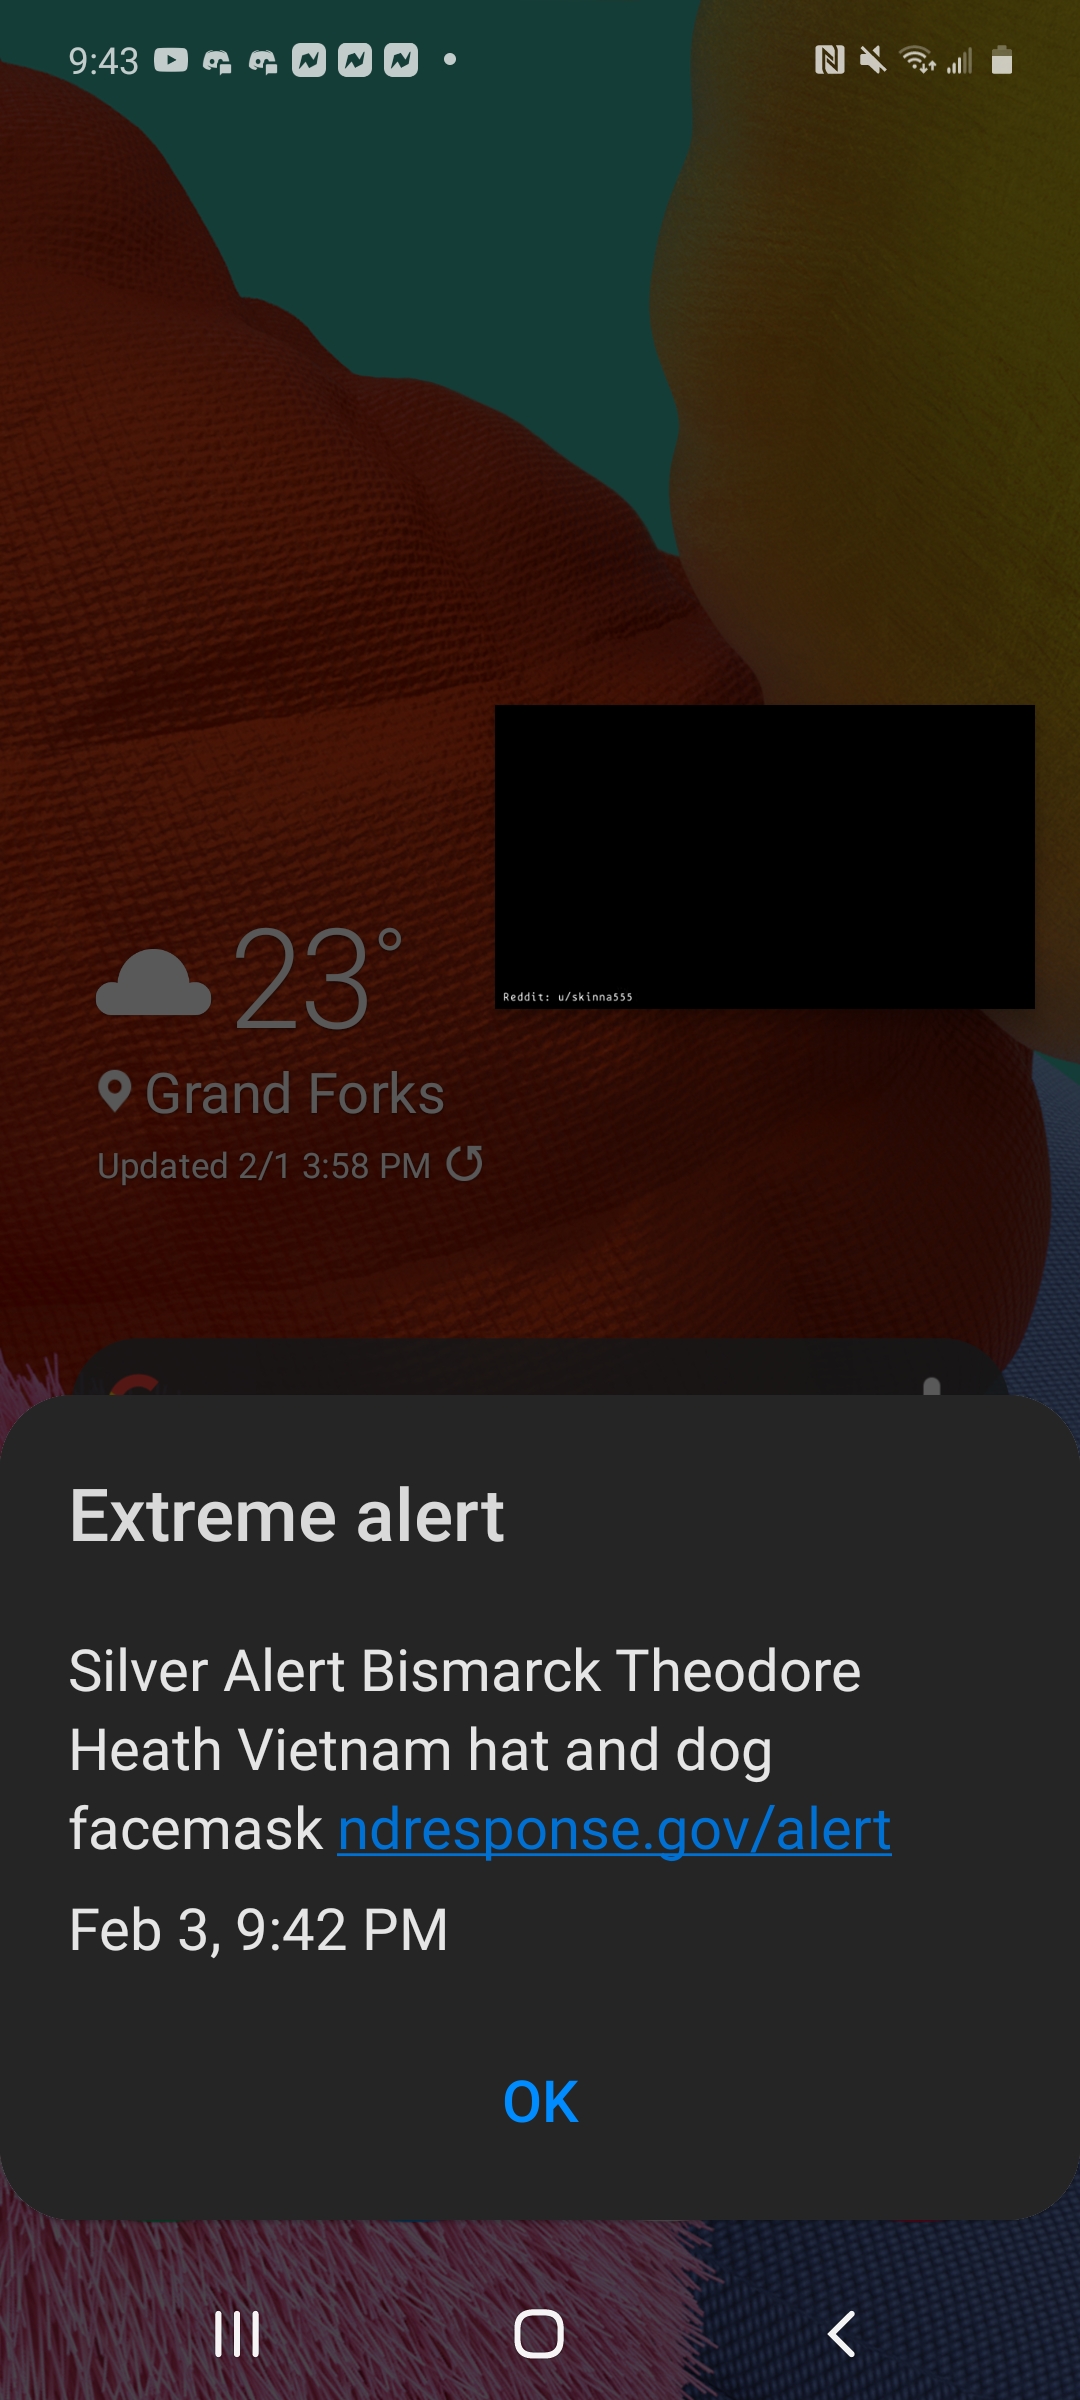 9:43
23°
Reddit: u/skinna555
Grand Forks
Updated 2/1 3:58 PM
Extreme alert
Silver Alert Bismarck Theodore
Heath Vietnam hat and dog
facemask ndresponse.gov/alert
Feb 3, 9:42 PM
OK